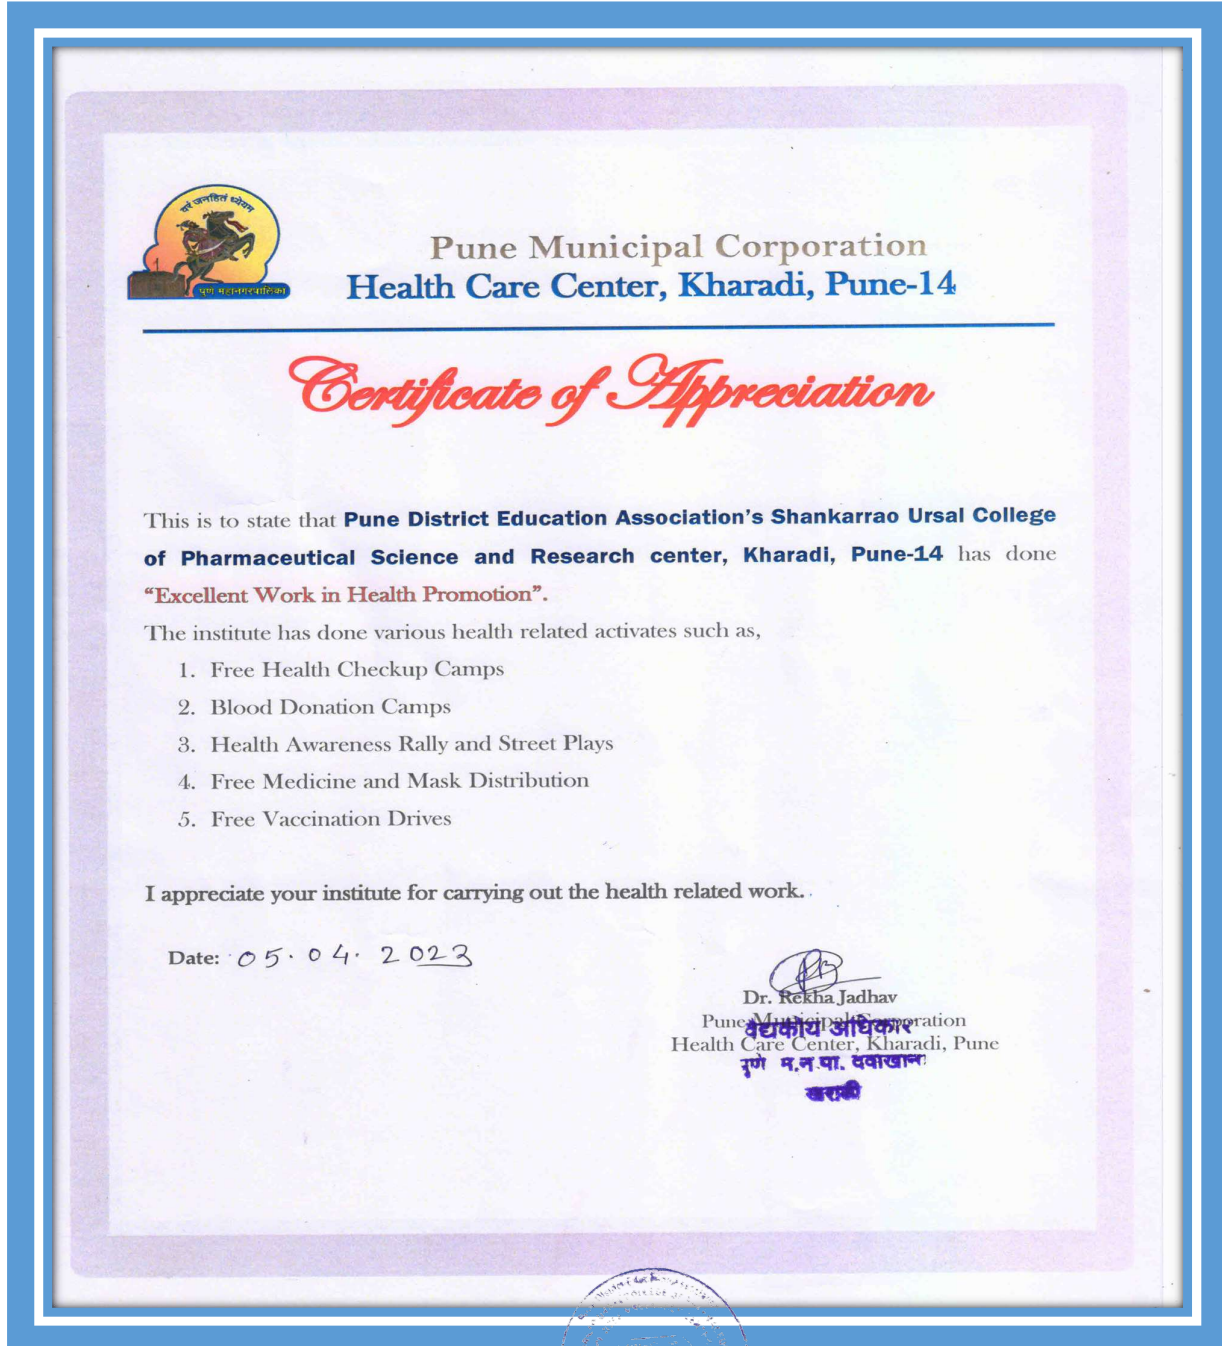 वरं जनहितं ध्येयम
पुणे महानगरपालिका
Pune Municipal Corporation
Health Care Center, Kharadi, Pune-14
Certificate of Appreciation
This is to state that Pune District Education Association's Shankarrao Ursal College
of Pharmaceutical Science and Research center, Kharadi, Pune-14 has done
“Excellent Work in Health Promotion”.
The institute has done various health related activates such as,
1. Free Health Checkup Camps
2. Blood Donation Camps
3. Health Awareness Rally and Street Plays
4. Free Medicine and Mask Distribution
5. Free Vaccination Drives
I appreciate your institute for carrying out the health related work.
Date: 05.04.2023
Dr. Rekha Jadhav
Pune Municipal Corporation
वैद्यकीय अधिकार
Health Care Center, Kharadi, Pune
पुणे म.न.पा. दवाखाना